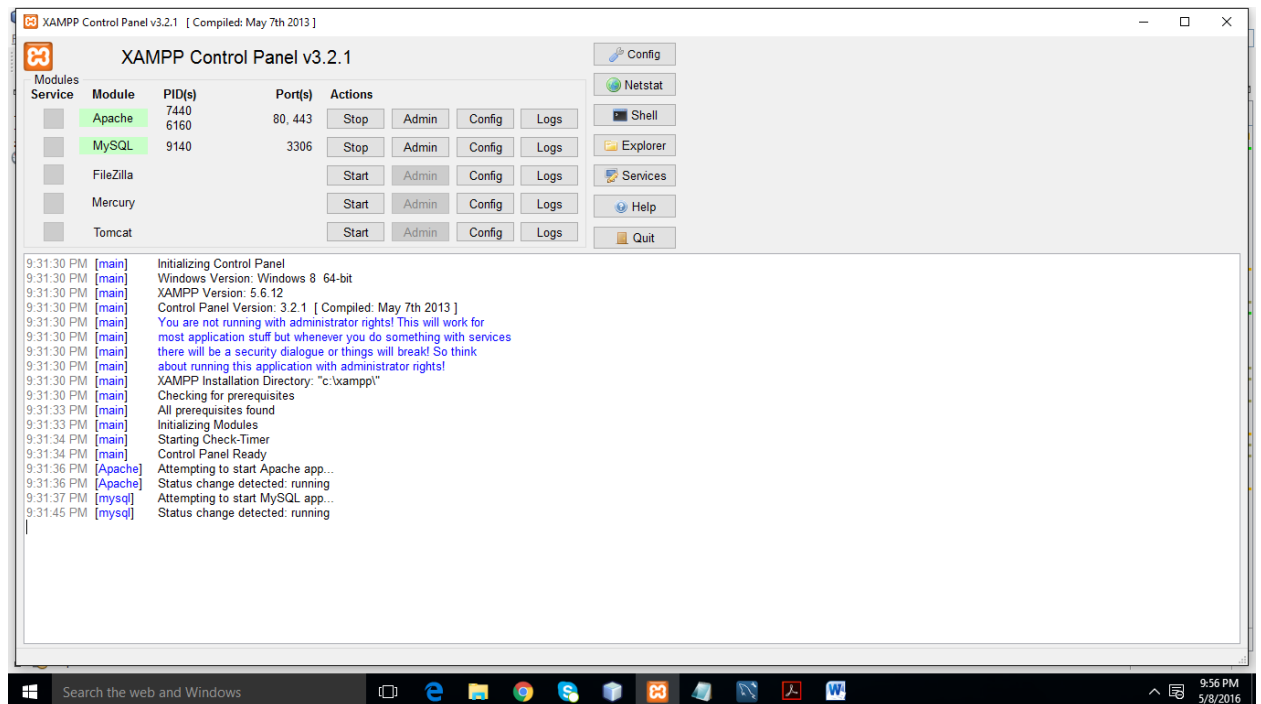 XAMPP Control Panel v3.2.1 [ Compiled: May 7th 2013 ]
XAMPP Control Panel v3.2.1
Modules
Service Module PID(s) Port(s) Actions
Apache 7440 6160 80, 443 Stop Admin Config Logs
MySQL 9140 3306 Stop Admin Config Logs
FileZilla Start Admin Config Logs
Mercury Start Admin Config Logs
Tomcat Start Admin Config Logs
Config
Netstat
Shell
Explorer
Services
Help
Quit
9:31:30 PM [main] Initializing Control Panel
9:31:30 PM [main] Windows Version: Windows 8 64-bit
9:31:30 PM [main] XAMPP Version: 5.6.12
9:31:30 PM [main] Control Panel Version: 3.2.1 [ Compiled: May 7th 2013 ]
9:31:30 PM [main] You are not running with administrator rights! This will work for
9:31:30 PM [main] most application stuff but whenever you do something with services
9:31:30 PM [main] there will be a security dialogue or things will break! So think
9:31:30 PM [main] about running this application with administrator rights!
9:31:30 PM [main] XAMPP Installation Directory: "c:\xampp\"
9:31:30 PM [main] Checking for prerequisites
9:31:33 PM [main] All prerequisites found
9:31:33 PM [main] Initializing Modules
9:31:34 PM [main] Starting Check-Timer
9:31:34 PM [main] Control Panel Ready
9:31:36 PM [Apache] Attempting to start Apache app...
9:31:36 PM [Apache] Status change detected: running
9:31:37 PM [mysql] Attempting to start MySQL app...
9:31:45 PM [mysql] Status change detected: running
Search the web and Windows
9:56 PM
5/8/2016